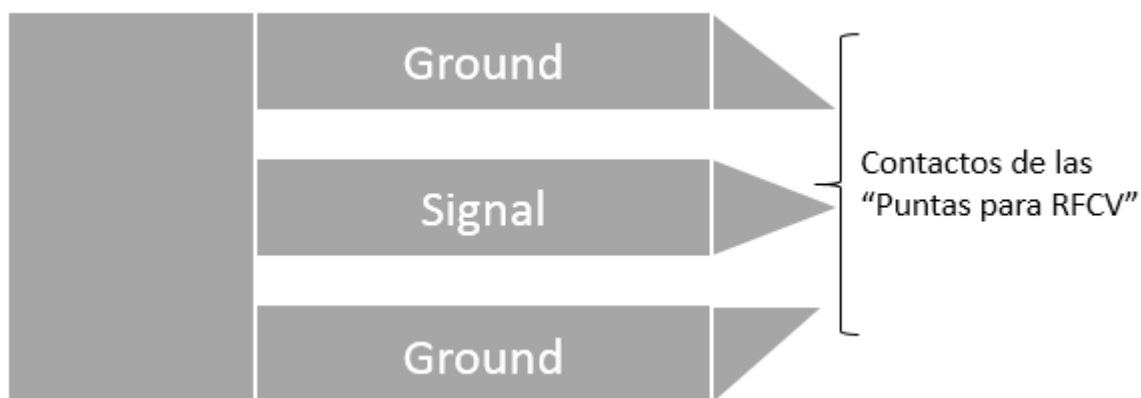 Ground
Signal
Ground
Contactos de las
“Puntas para RFCV”